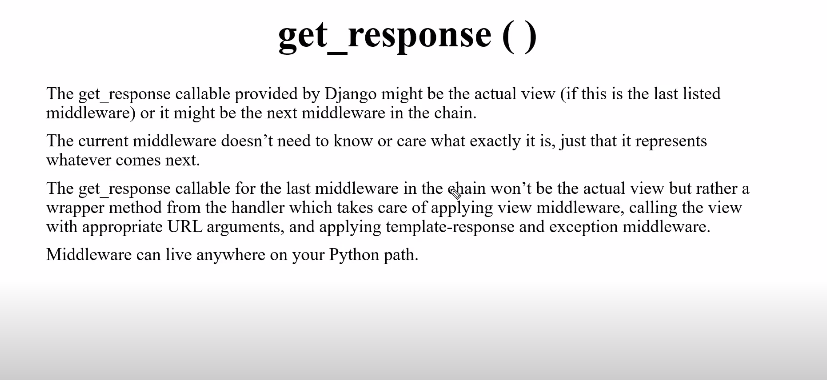 get_response ( )
The get_response callable provided by Django might be the actual view (if this is the last listed
middleware) or it might be the next middleware in the chain.
The current middleware doesn’t need to know or care what exactly it is, just that it represents
whatever comes next.
The get_response callable for the last middleware in the chain won’t be the actual view but rather a
wrapper method from the handler which takes care of applying view middleware, calling the view
with appropriate URL arguments, and applying template-response and exception middleware.
Middleware can live anywhere on your Python path.